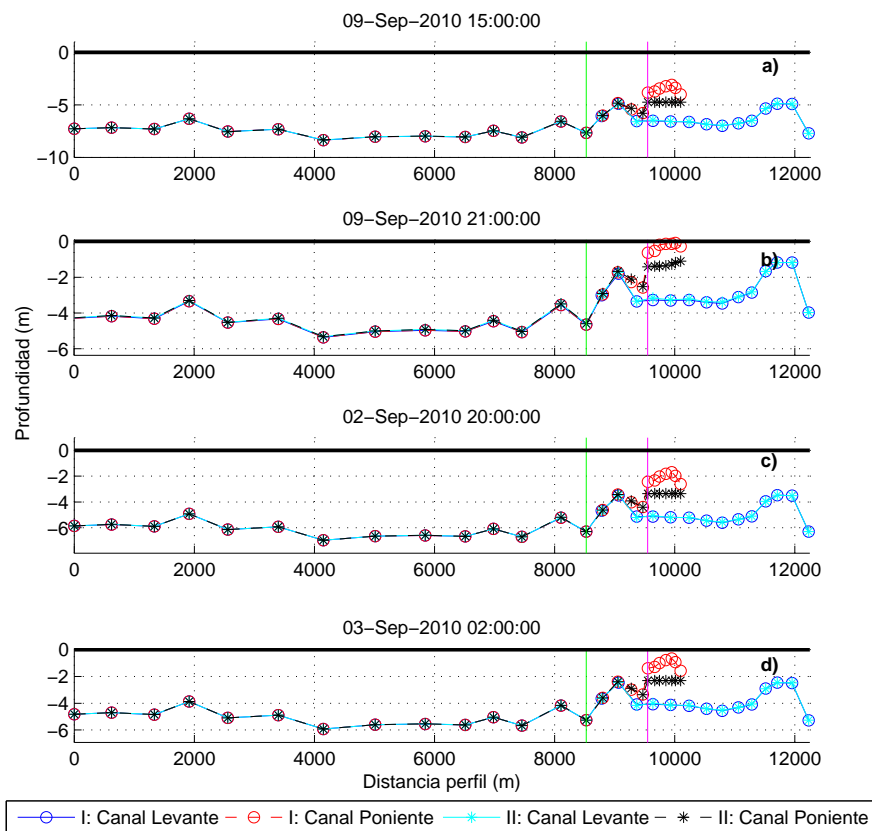 09-Sep-2010 15:00:00
a)
0
−5
−10
0 2000 4000 6000 8000 10000 12000
09-Sep-2010 21:00:00
b)
0
−2
−4
−6
0 2000 4000 6000 8000 10000 12000
Profundidad (m)
02-Sep-2010 20:00:00
c)
0
−2
−4
−6
0 2000 4000 6000 8000 10000 12000
03-Sep-2010 02:00:00
d)
0
−2
−4
−6
0 2000 4000 6000 8000 10000 12000
Distancia perfil (m)
I: Canal Levante I: Canal Poniente II: Canal Levante II: Canal Poniente